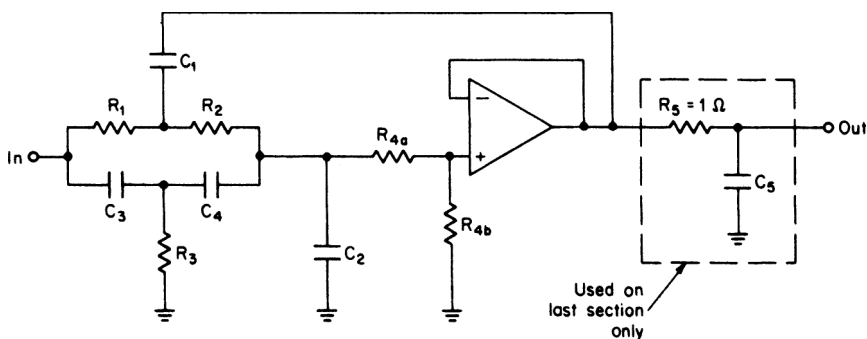 C₁
R₁
R₂
R₅ = 1 Ω
R₄ₐ
−
+
In
Out
C₃
C₄
C₅
R₃
C₂
R₄b
Used on
last section
only